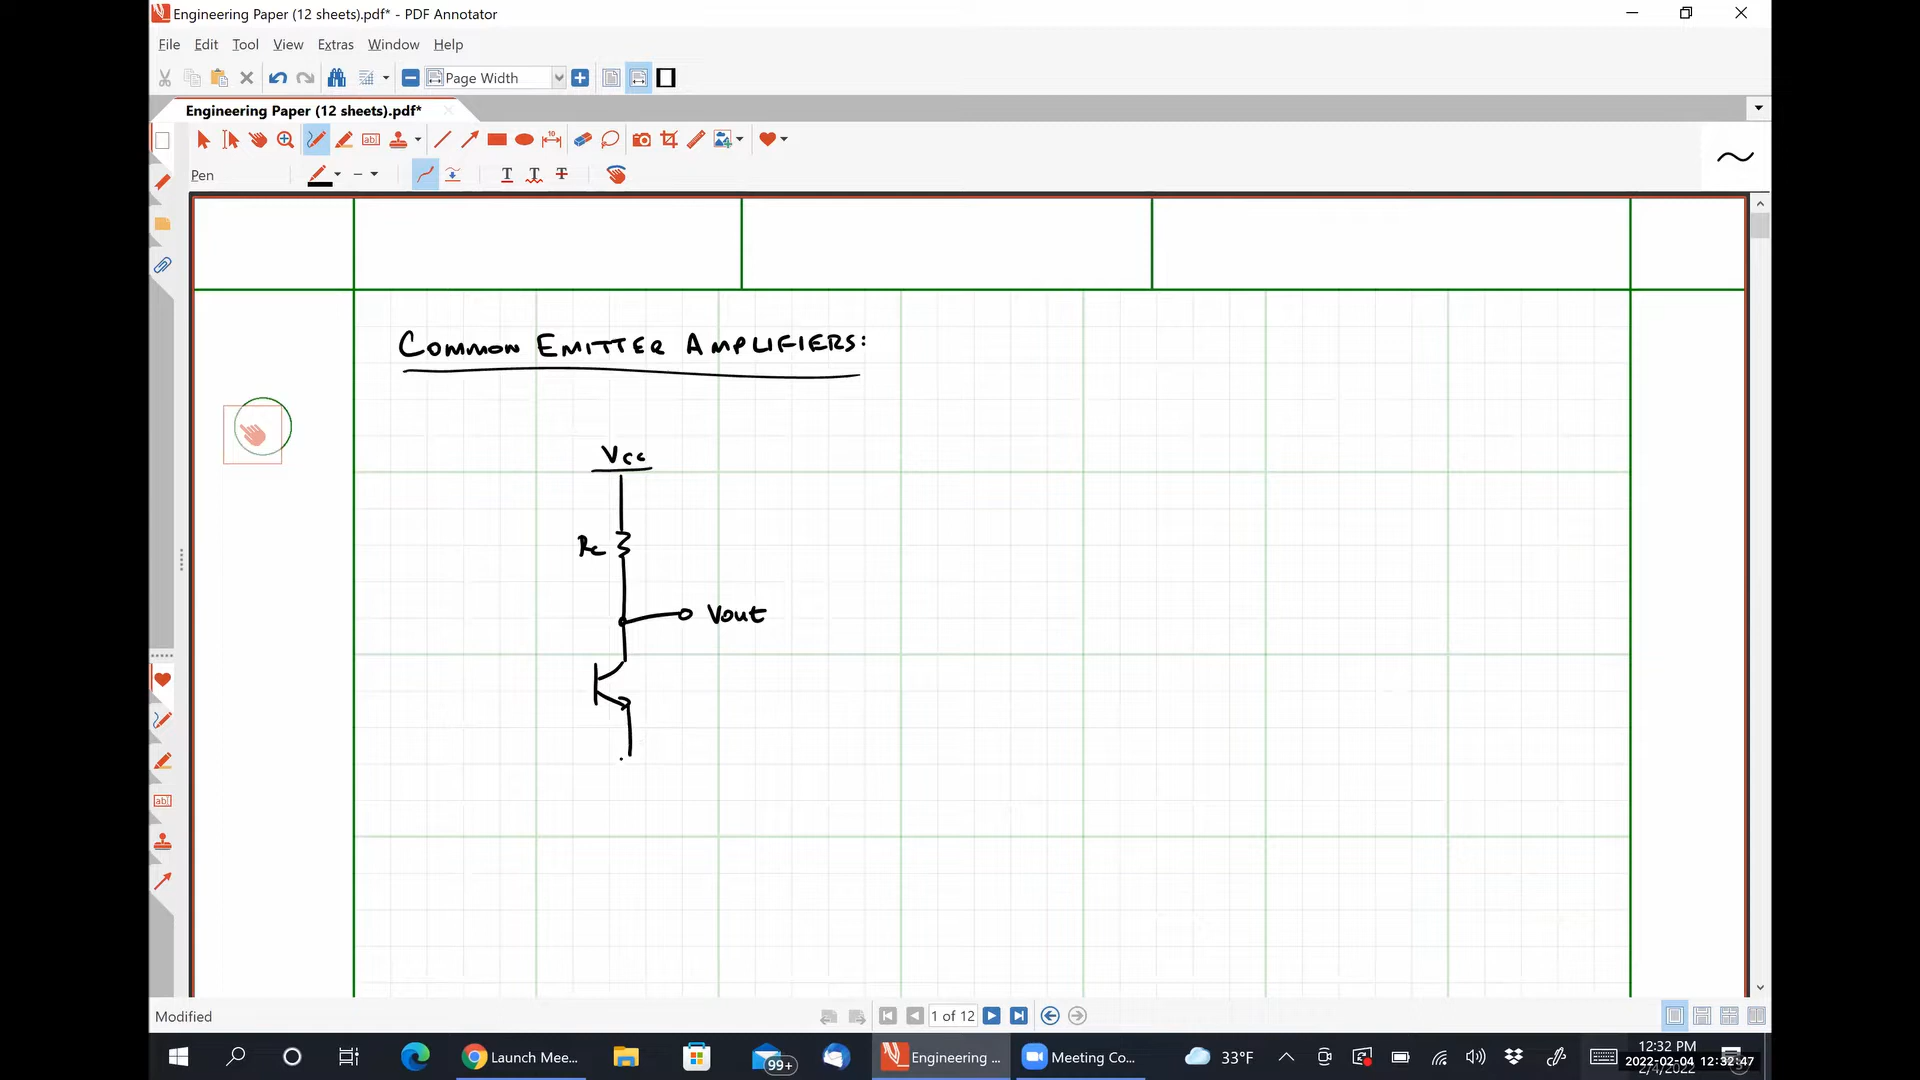 Engineering Paper (12 sheets).pdf* - PDF Annotator
File Edit Tool View Extras Window Help
Page Width
Engineering Paper (12 sheets).pdf*
Pen
COMMON EMITTER AMPLIFIERS:
Vcc
Rc
Vout
Modified
1 of 12
Launch Mee...
99+
Engineering ...
Meeting Co...
33°F
12:32 PM
2022-02-04 12:32:47